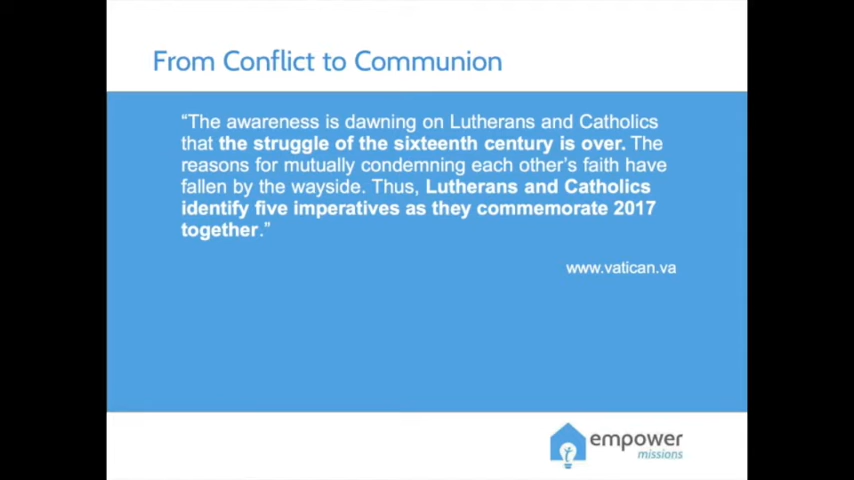 From Conflict to Communion
“The awareness is dawning on Lutherans and Catholics
that the struggle of the sixteenth century is over. The
reasons for mutually condemning each other’s faith have
fallen by the wayside. Thus, Lutherans and Catholics
identify five imperatives as they commemorate 2017
together.”
www.vatican.va
empower
missions